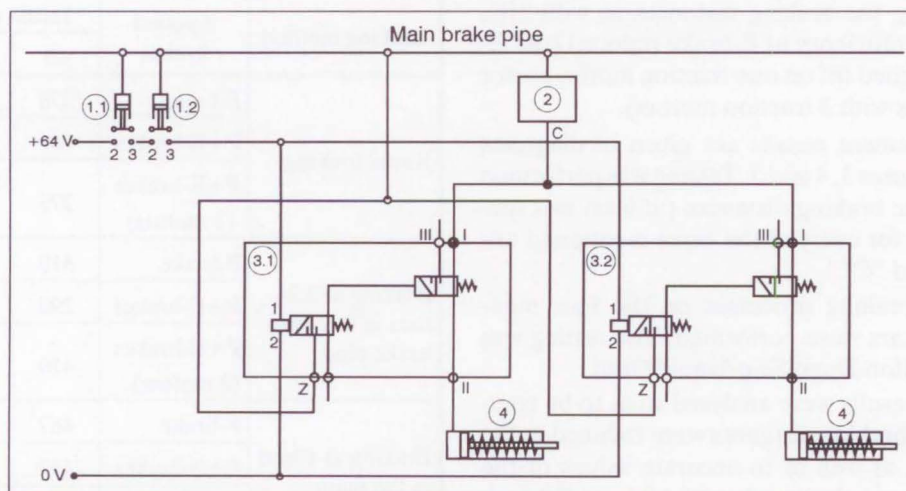 Main brake pipe
1.1
1.2
2
+64 V
2 3 2 3
C
III I
III I
3.1
3.2
1
2
1
2
Z I
Z I
II
II
4
4
0 V